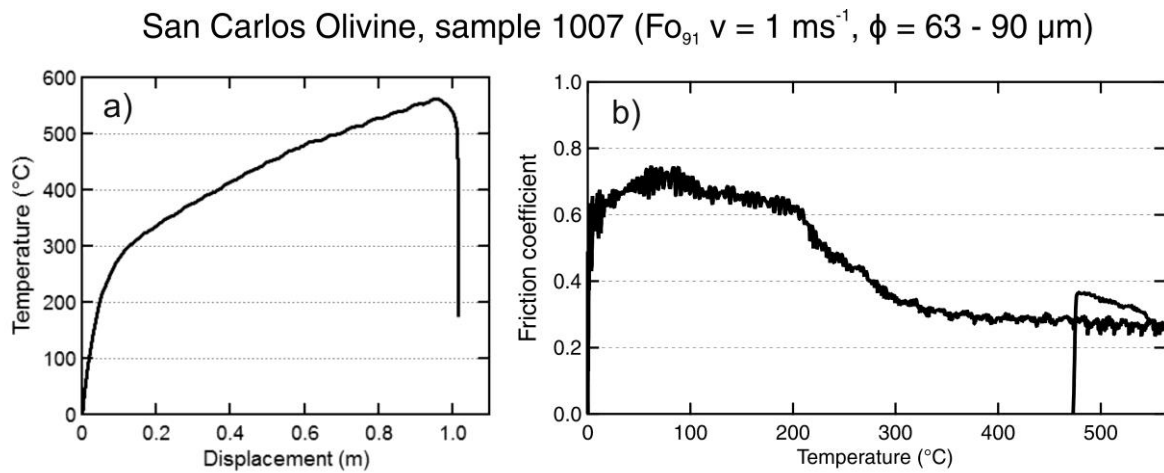 San Carlos Olivine, sample 1007 (Fo₉₁ v = 1 ms⁻¹, ϕ = 63 - 90 μm)
a)
600
500
400
300
200
100
0
Temperature (°C)
0 0.2 0.4 0.6 0.8 1.0
Displacement (m)
b)
1.0
0.8
0.6
0.4
0.2
0.0
Friction coefficient
0 100 200 300 400 500
Temperature (°C)